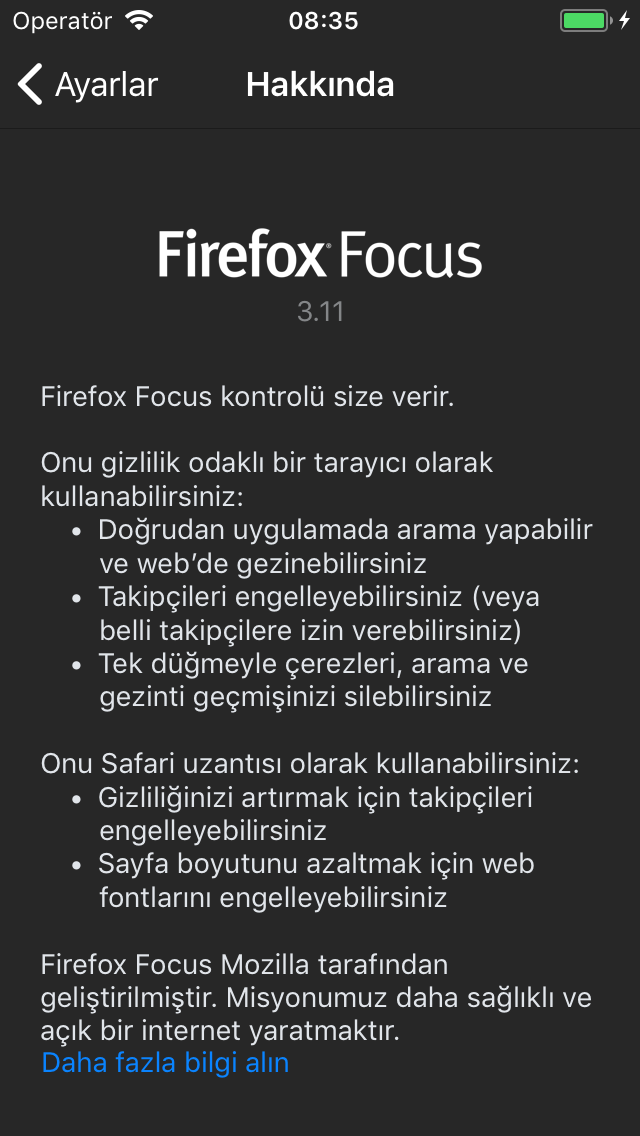 Operatör 08:35
Ayarlar Hakkında
Firefox Focus
3.11
Firefox Focus kontrolü size verir.
Onu gizlilik odaklı bir tarayıcı olarak
kullanabilirsiniz:
• Doğrudan uygulamada arama yapabilir
ve web’de gezinebilirsiniz
• Takipçileri engelleyebilirsiniz (veya
belli takipçilere izin verebilirsiniz)
• Tek düğmeyle çerezleri, arama ve
gezinti geçmişinizi silebilirsiniz
Onu Safari uzantısı olarak kullanabilirsiniz:
• Gizliliğinizi artırmak için takipçileri
engelleyebilirsiniz
• Sayfa boyutunu azaltmak için web
fontlarını engelleyebilirsiniz
Firefox Focus Mozilla tarafından
geliştirilmiştir. Misyonumuz daha sağlıklı ve
açık bir internet yaratmaktır.
Daha fazla bilgi alın